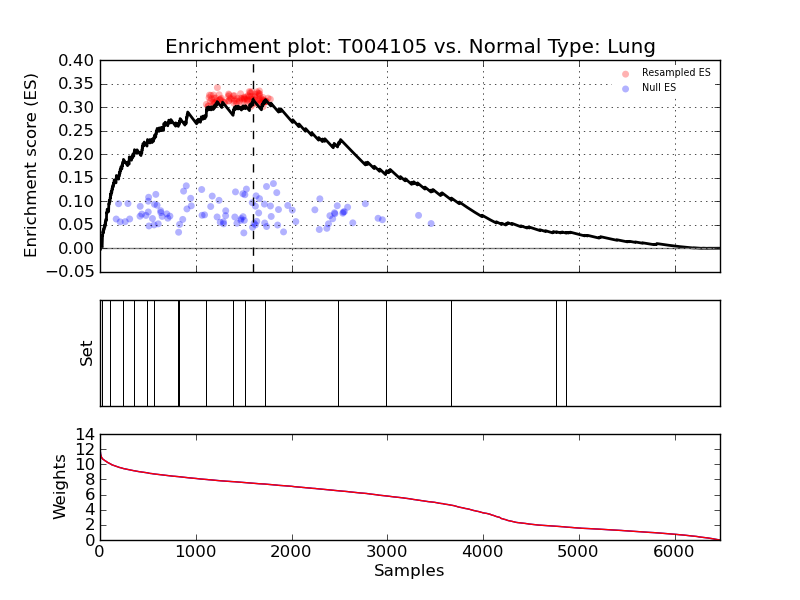 Enrichment plot: T004105 vs. Normal Type: Lung
Enrichment score (ES)
0.40
0.35
0.30
0.25
0.20
0.15
0.10
0.05
0.00
−0.05
Resampled ES
Null ES
Set
Weights
14
12
10
8
6
4
2
0
0 1000 2000 3000 4000 5000 6000
Samples